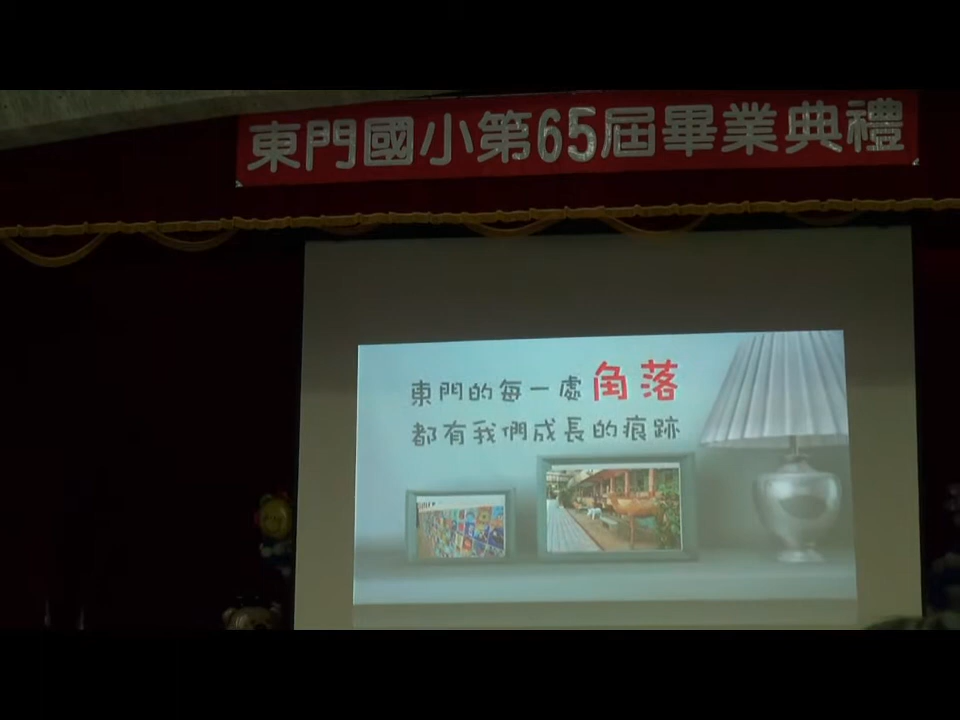 東門國小第65屆畢業典禮
東門的每一處角落
都有我們成長的痕跡